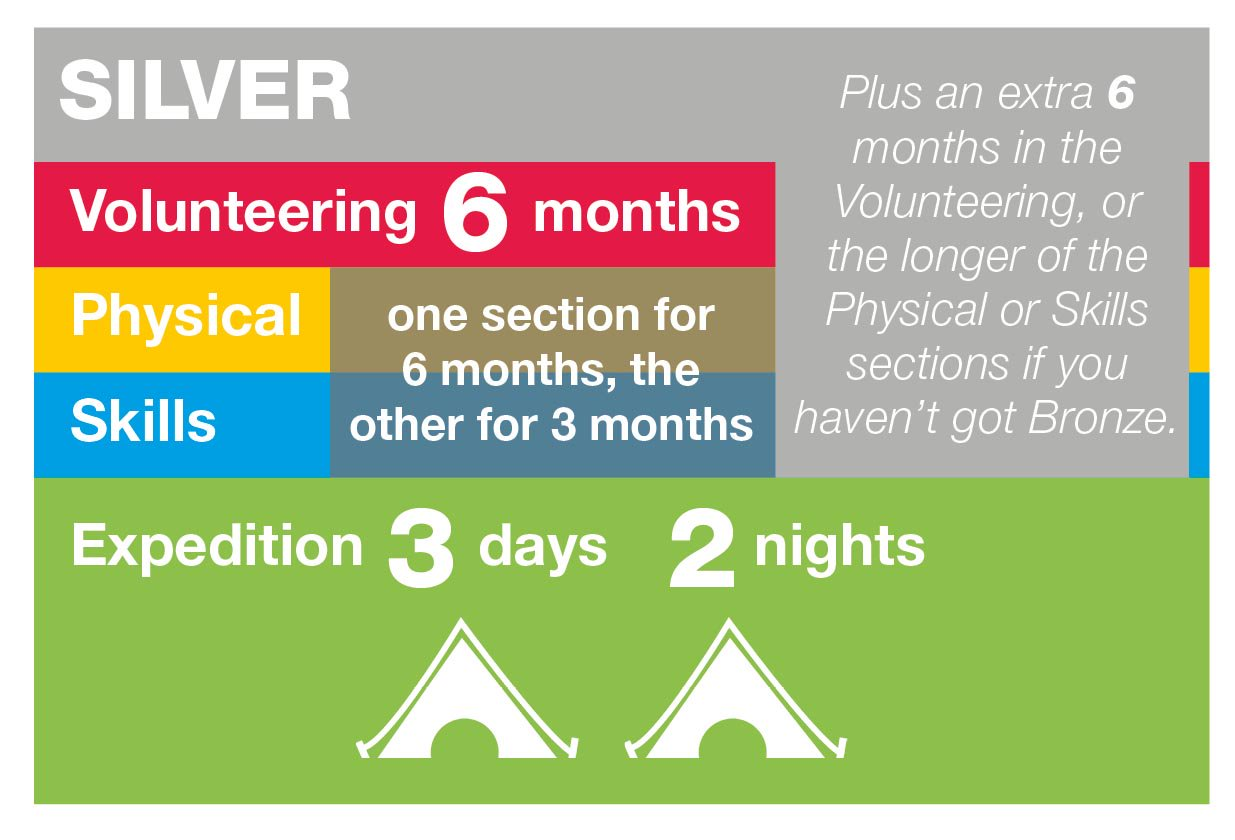 SILVER
Volunteering 6 months
Physical
Skills
one section for
6 months, the
other for 3 months
Plus an extra 6
months in the
Volunteering, or
the longer of the
Physical or Skills
sections if you
haven’t got Bronze.
Expedition 3 days 2 nights